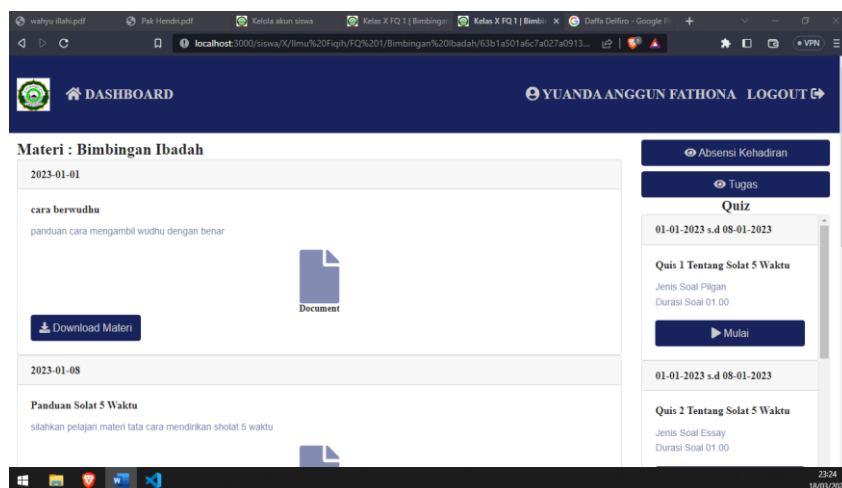 wahyu illahi.pdf
Pak Hendri.pdf
Kelola akun siswa
Kelas X FQ 1 | Bimbingan
Kelas X FQ 1 | Bimbin
Daffa Delfiro - Google
localhost:3000/siswa/X/Ilmu%20Fiqih/FQ%201/Bimbingan%20Ibadah/63b1a501a6c7a027a0913...
VPN
DASHBOARD
YUANDA ANGGUN FATHONA LOGOUT
Materi : Bimbingan Ibadah
2023-01-01
cara berwudhu
panduan cara mengambil wudhu dengan benar
Document
Download Materi
2023-01-08
Panduan Solat 5 Waktu
silahkan pelajari materi tata cara mendirikan sholat 5 waktu
Absensi Kehadiran
Tugas
Quiz
01-01-2023 s.d 08-01-2023
Quis 1 Tentang Solat 5 Waktu
Jenis Soal Pilgan
Durasi Soal 01.00
Mulai
01-01-2023 s.d 08-01-2023
Quis 2 Tentang Solat 5 Waktu
Jenis Soal Essay
Durasi Soal 01.00
23:24
18/03/202